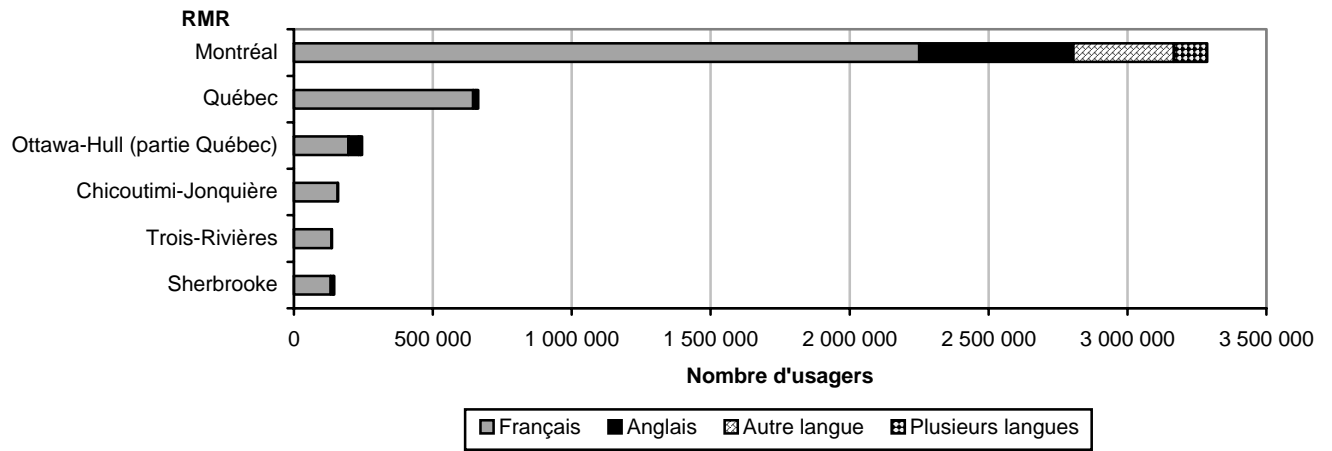 RMR
Montréal
Québec
Ottawa-Hull (partie Québec)
Chicoutimi-Jonquière
Trois-Rivières
Sherbrooke
0 500 000 1 000 000 1 500 000 2 000 000 2 500 000 3 000 000 3 500 000
Nombre d'usagers
Français Anglais Autre langue Plusieurs langues